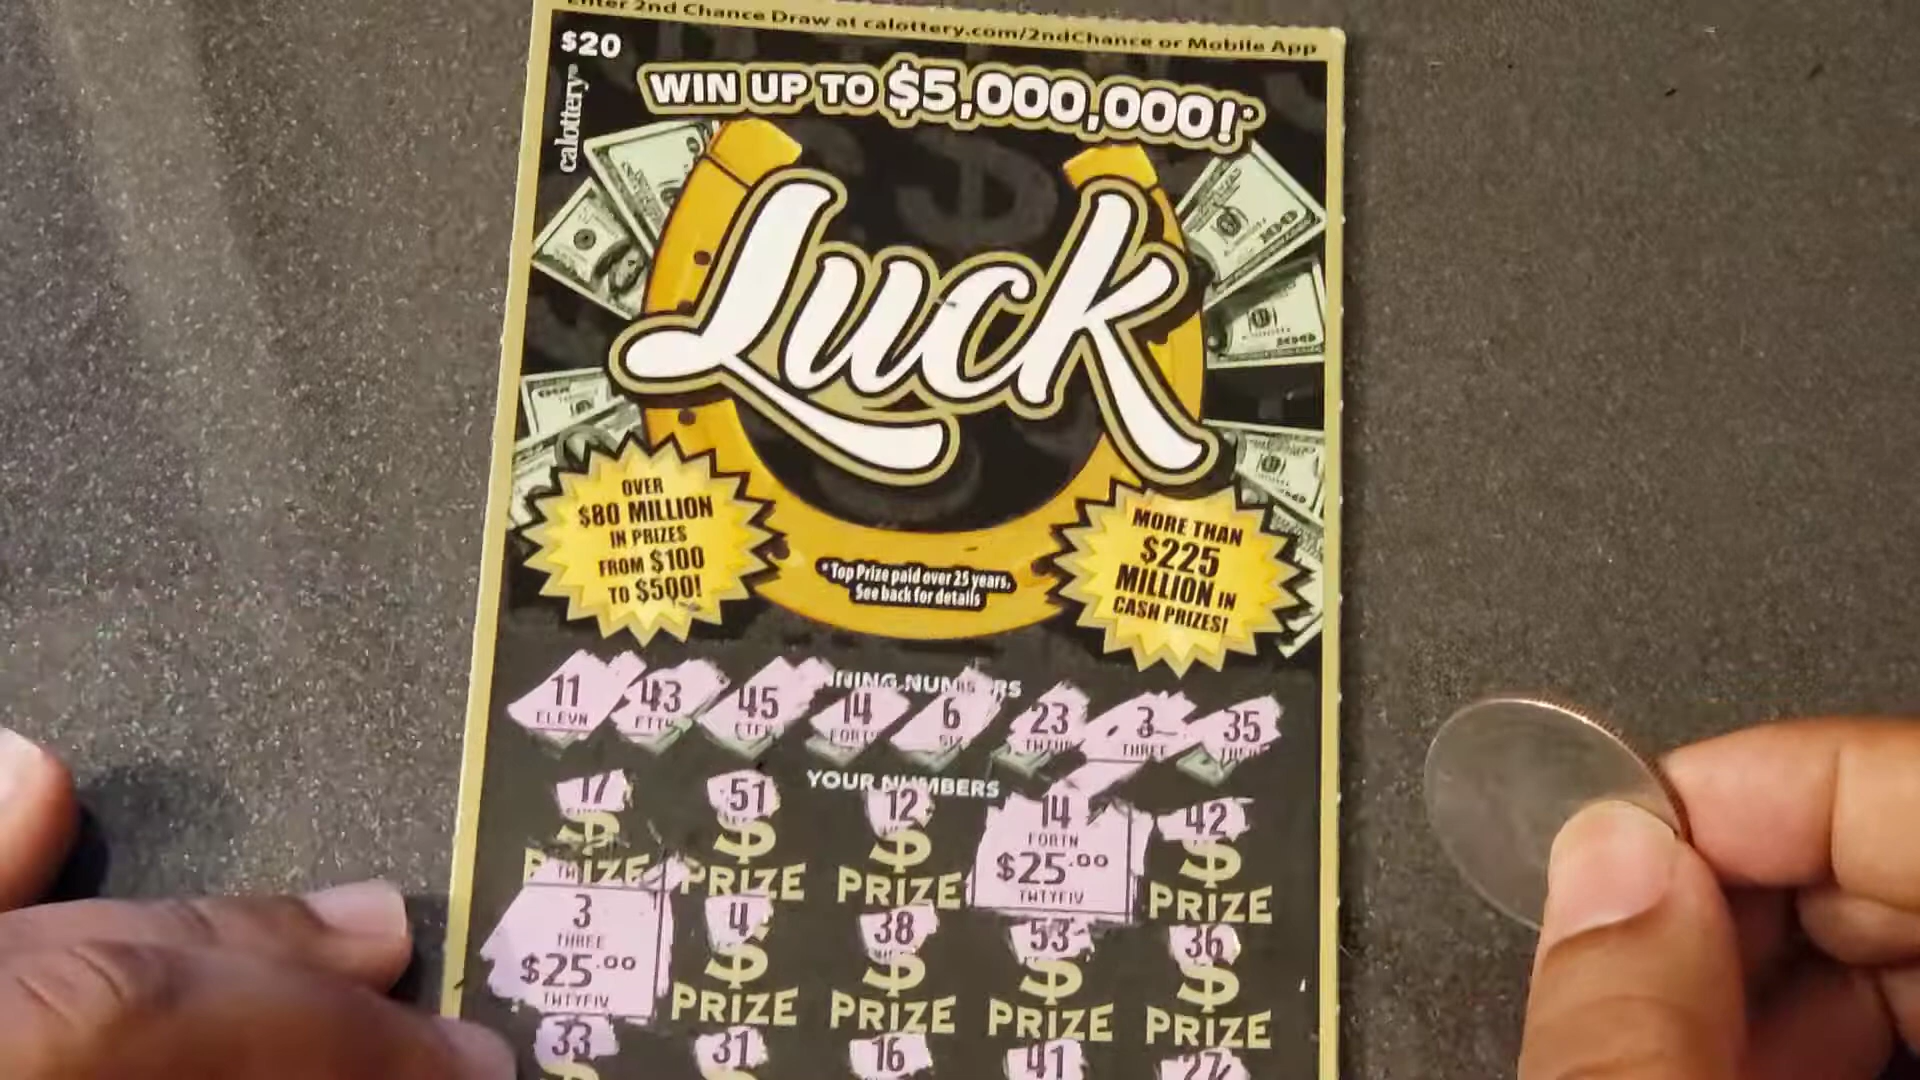 Enter 2nd Chance Draw at calottery.com/2ndChance or Mobile App
$20
calottery
WIN UP TO $5,000,000!*
Luck
OVER
$80 MILLION
IN PRIZES
FROM $100
TO $500!
*Top Prize paid over 25 years.
See back for details
MORE THAN
$225
MILLION IN
CASH PRIZES!
11 43 45 14 6 23 3 35
ELEVN THREE
YOUR NUMBERS
17 51 12 14 42
FORTN
$25.00
TWTYFIV
PRIZE PRIZE PRIZE PRIZE
3 4 38 53 36
THREE
$25.00
TWTYFIV
PRIZE PRIZE PRIZE PRIZE
33 31 16 41 27